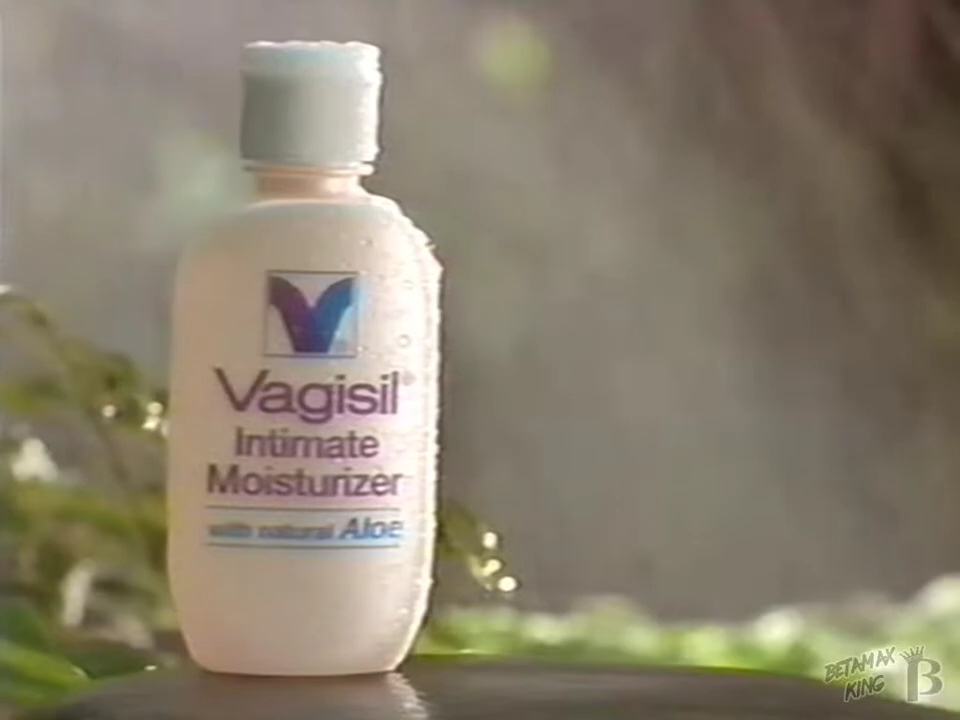 Vagisil®
Intimate
Moisturizer
with natural Aloe
BETAMAX
KING
B